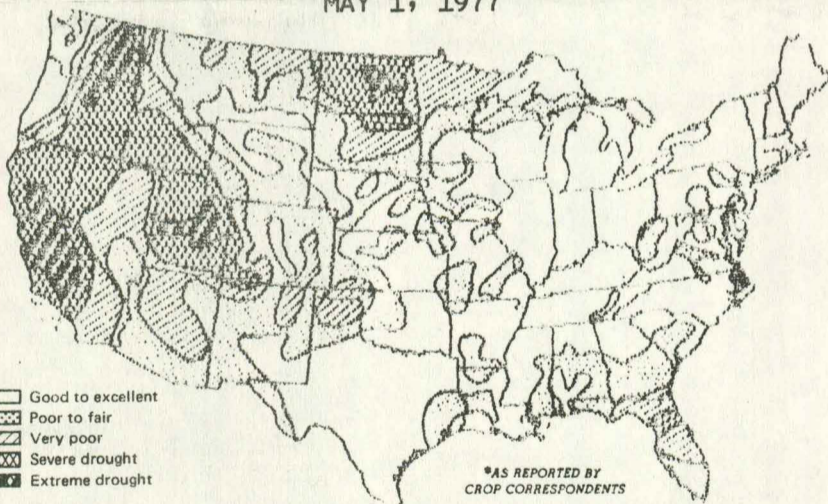 MAY 1, 1977
Good to excellent
Poor to fair
Very poor
Severe drought
Extreme drought
*AS REPORTED BY
CROP CORRESPONDENTS